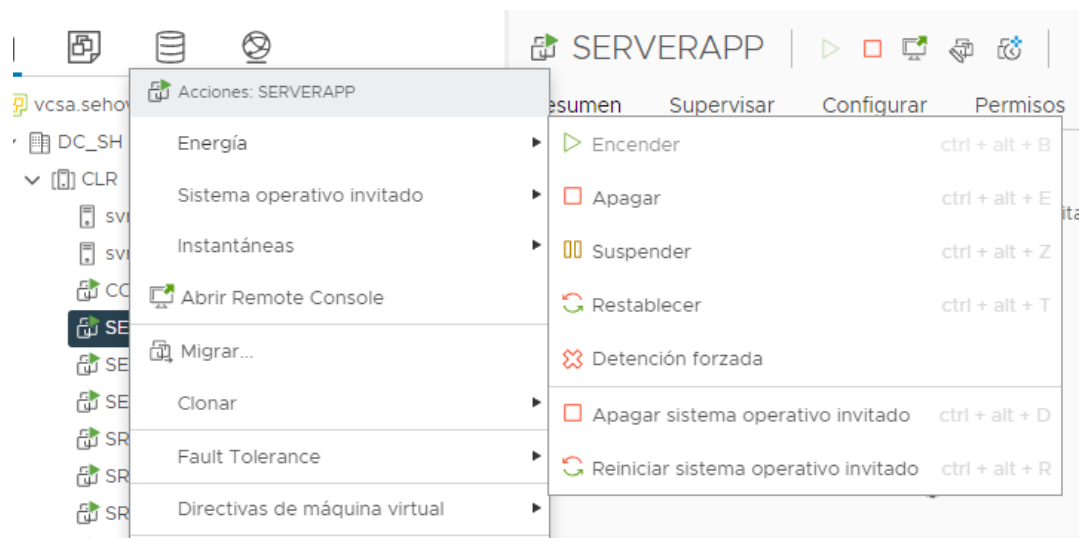 SERVERAPP
vcsa.sehov
Acciones: SERVERAPP
esumen Supervisar Configurar Permisos
DC_SH
Energía
Encender ctrl + alt + B
CLR
Sistema operativo invitado
Apagar ctrl + alt + E
ita
svr
Instantáneas
Suspender ctrl + alt + Z
CC
Abrir Remote Console
Restablecer ctrl + alt + T
SE
Migrar...
Detención forzada
SE
SE
Clonar
Apagar sistema operativo invitado ctrl + alt + D
SR
Fault Tolerance
Reiniciar sistema operativo invitado ctrl + alt + R
SR
SR
Directivas de máquina virtual